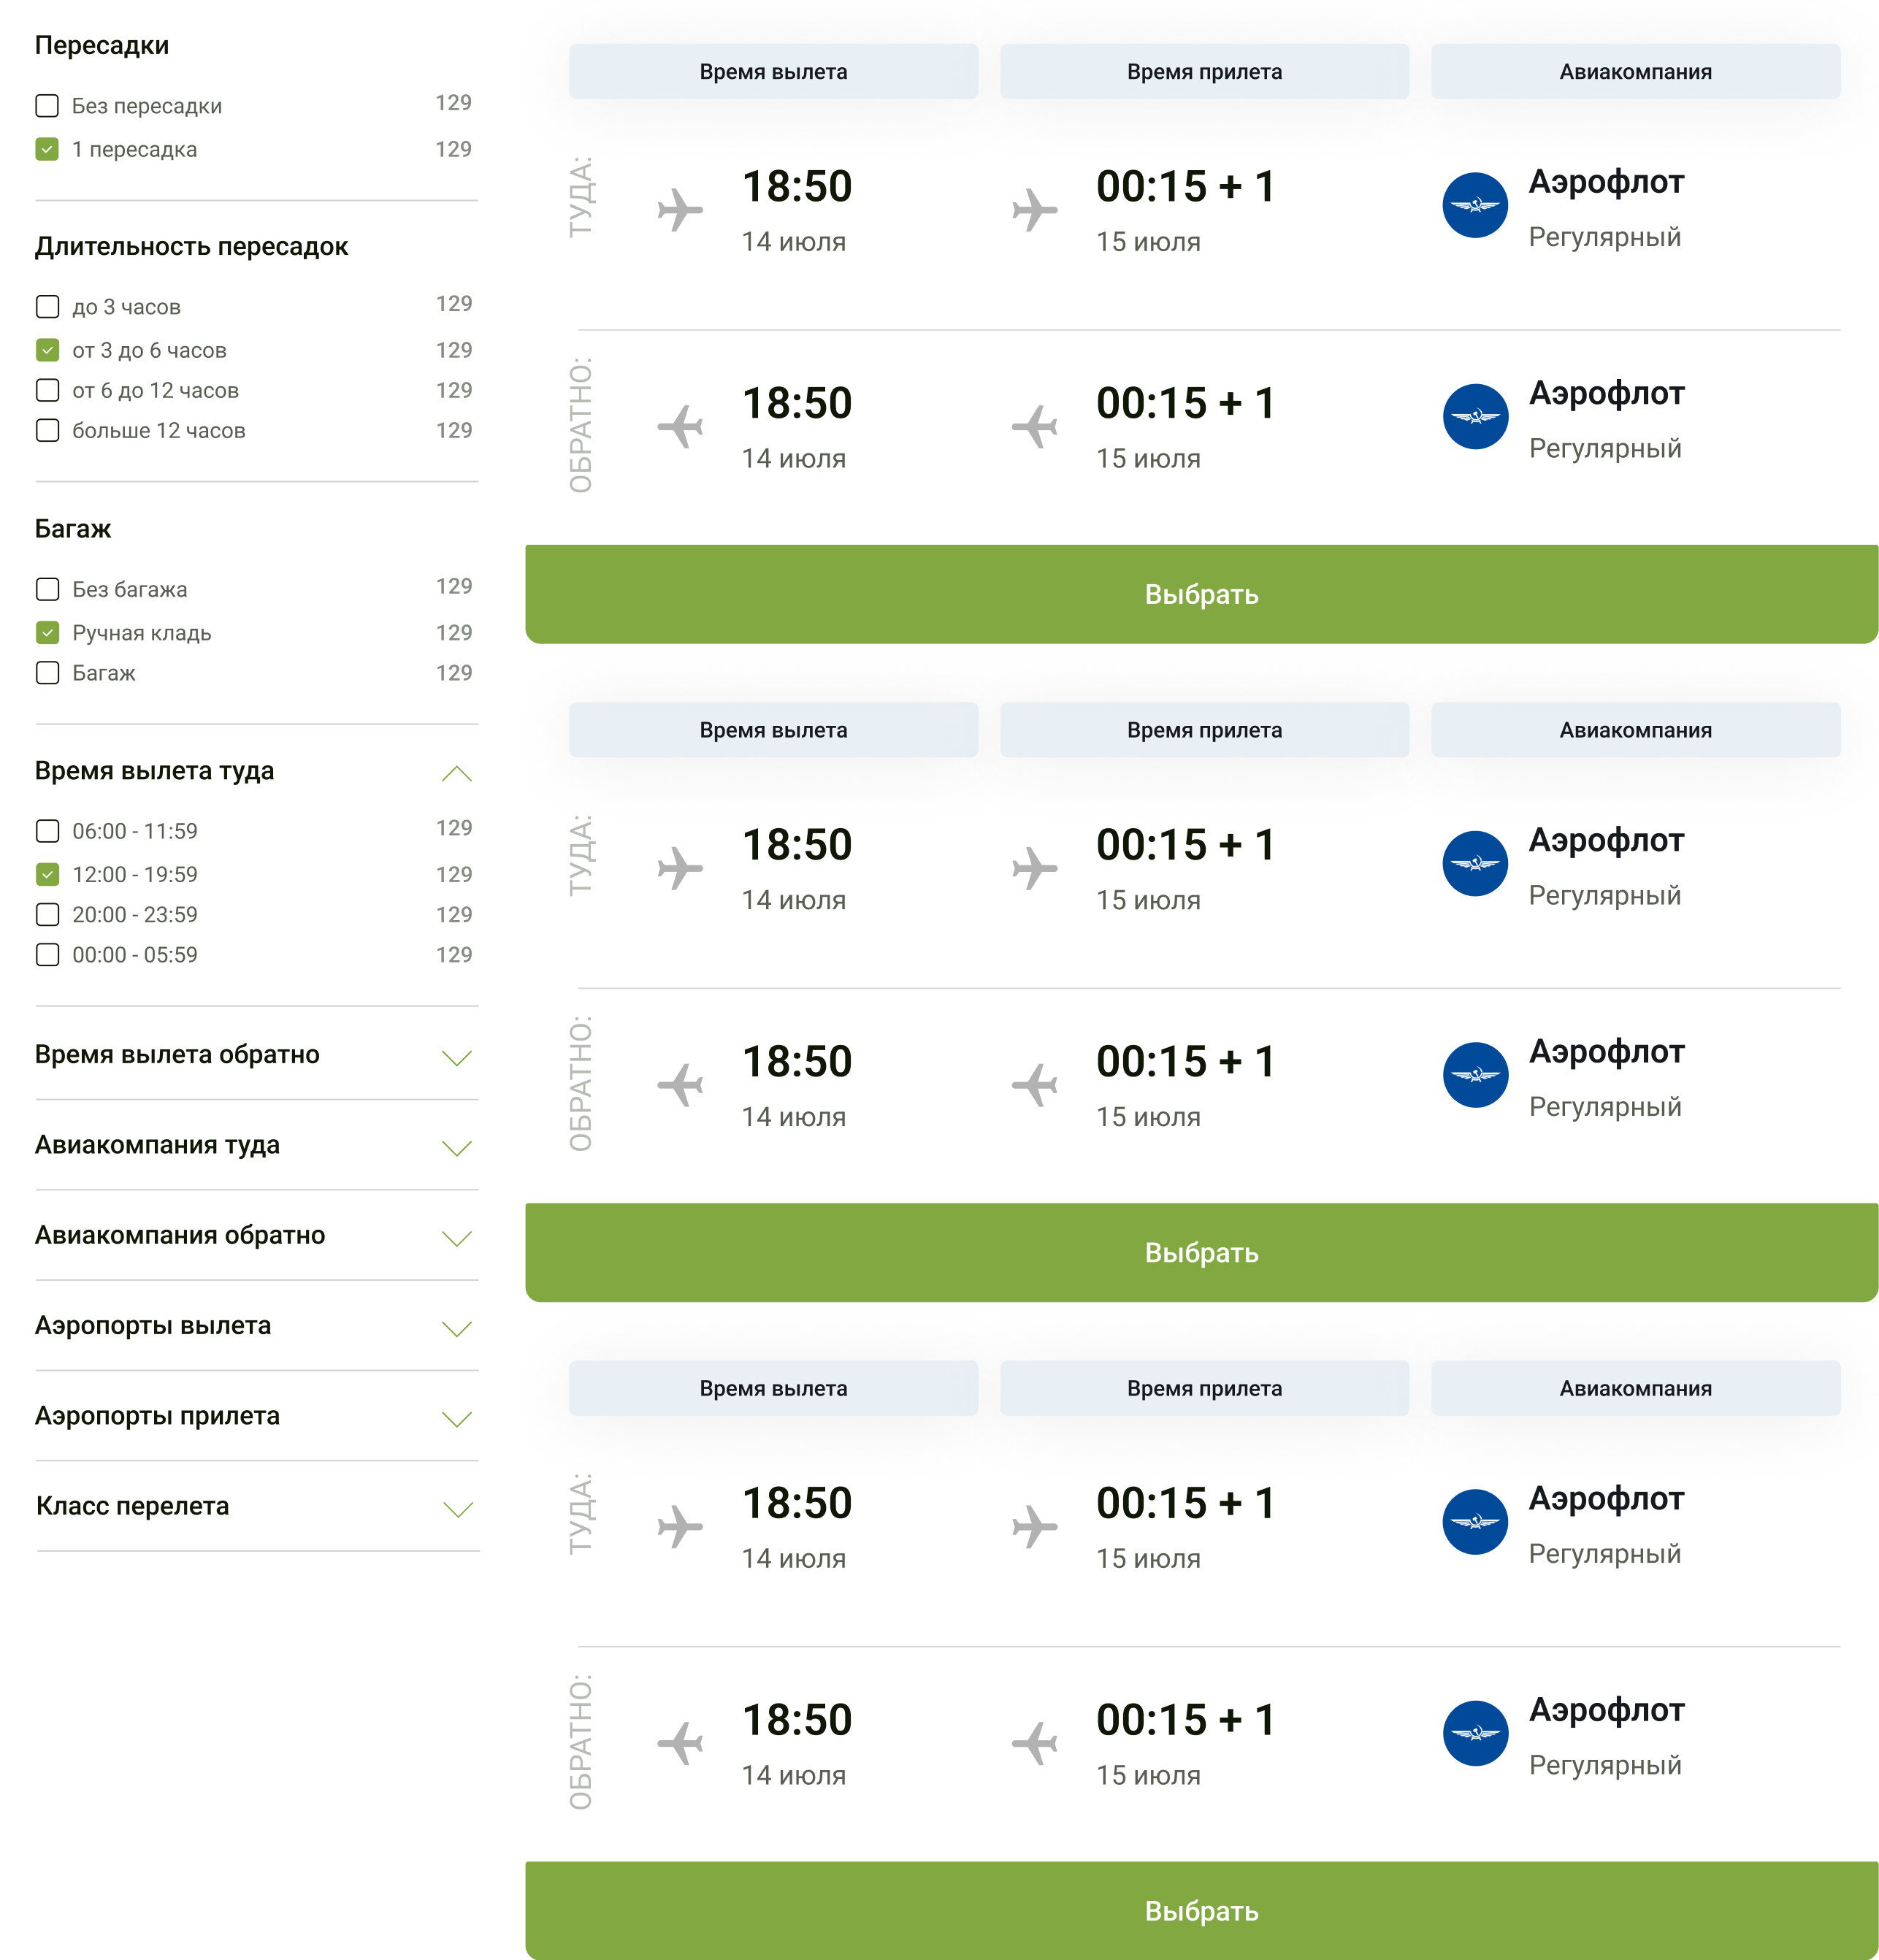 Пересадки
Без пересадки 129
1 пересадка 129
Длительность пересадок
до 3 часов 129
от 3 до 6 часов 129
от 6 до 12 часов 129
больше 12 часов 129
Багаж
Без багажа 129
Ручная кладь 129
Багаж 129
Время вылета туда
06:00 - 11:59 129
12:00 - 19:59 129
20:00 - 23:59 129
00:00 - 05:59 129
Время вылета обратно
Авиакомпания туда
Авиакомпания обратно
Аэропорты вылета
Аэропорты прилета
Класс перелета
Время вылета Время прилета Авиакомпания
ТУДА:
18:50 00:15 + 1 Аэрофлот
14 июля 15 июля Регулярный
ОБРАТНО:
18:50 00:15 + 1 Аэрофлот
14 июля 15 июля Регулярный
Выбрать
Время вылета Время прилета Авиакомпания
ТУДА:
18:50 00:15 + 1 Аэрофлот
14 июля 15 июля Регулярный
ОБРАТНО:
18:50 00:15 + 1 Аэрофлот
14 июля 15 июля Регулярный
Выбрать
Время вылета Время прилета Авиакомпания
ТУДА:
18:50 00:15 + 1 Аэрофлот
14 июля 15 июля Регулярный
ОБРАТНО:
18:50 00:15 + 1 Аэрофлот
14 июля 15 июля Регулярный
Выбрать